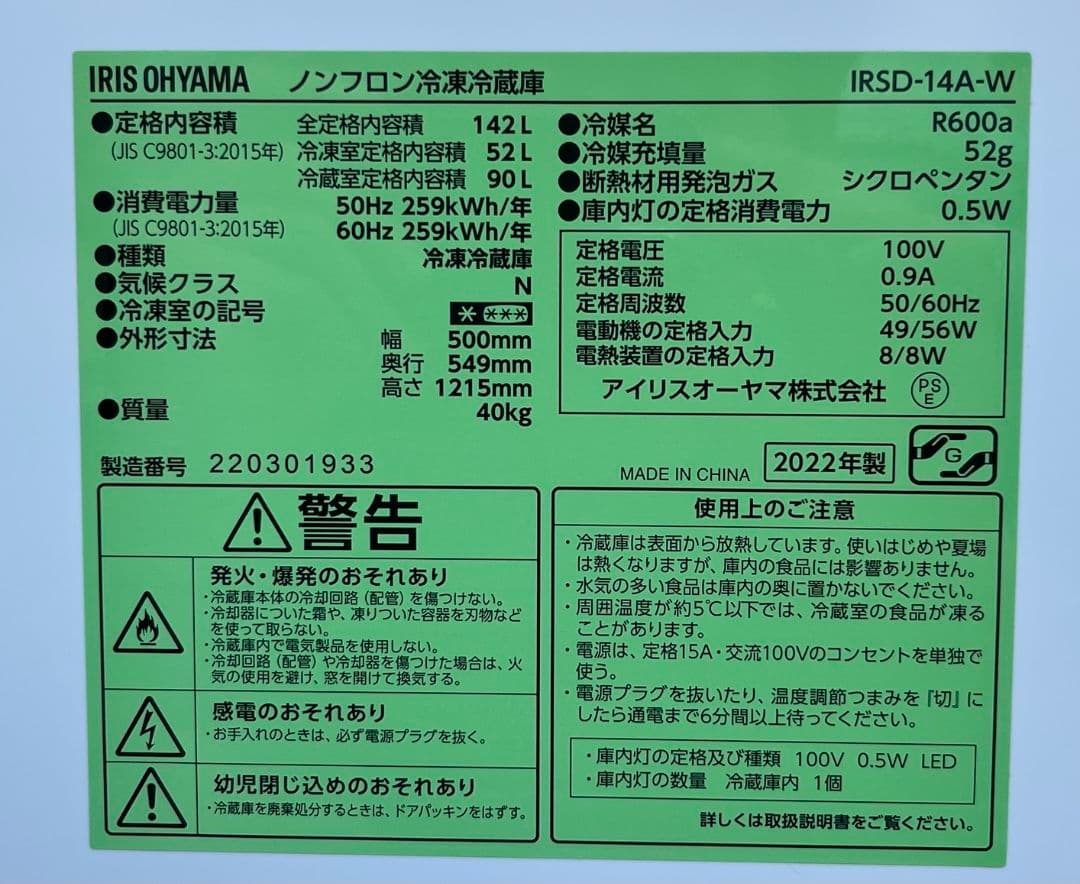 IRIS OHYAMA ノンフロン冷凍冷蔵庫 IRSD-14A-W
●定格内容積 全定格内容積 142L
(JIS C9801-3:2015年) 冷凍室定格内容積 52L
冷蔵室定格内容積 90L
●消費電力量 50Hz 259kWh/年
(JIS C9801-3:2015年) 60Hz 259kWh/年
●種類 冷凍冷蔵庫
●気候クラス N
●冷凍室の記号
●外形寸法 幅 500mm
奥行 549mm
高さ 1215mm
●質量 40kg
製造番号 220301933
●冷媒名 R600a
●冷媒充填量 52g
●断熱材用発泡ガス シクロペンタン
●庫内灯の定格消費電力 0.5W
定格電圧 100V
定格電流 0.9A
定格周波数 50/60Hz
電動機の定格入力 49/56W
電熱装置の定格入力 8/8W
アイリスオーヤマ株式会社 PSE
MADE IN CHINA 2022年製 G
警告
発火・爆発のおそれあり
・冷蔵庫本体の冷却回路（配管）を傷つけない。
・冷却器についた霜や、凍りついた容器を刃物など
を使って取らない。
・冷蔵庫内で電気製品を使用しない。
・冷却回路（配管）や冷却器を傷つけた場合は、火
気の使用を避け、窓を開けて換気する。
感電のおそれあり
・お手入れのときは、必ず電源プラグを抜く。
幼児閉じ込めのおそれあり
・冷蔵庫を廃棄処分するときは、ドアパッキンをはずす。
使用上のご注意
・冷蔵庫は表面から放熱しています。使いはじめや夏場
は熱くなりますが、庫内の食品には影響ありません。
・水気の多い食品は庫内の奥に置かないでください。
・周囲温度が約5℃以下では、冷蔵室の食品が凍る
ことがあります。
・電源は、定格15A・交流100Vのコンセントを単独で
使う。
・電源プラグを抜いたり、温度調節つまみを『切』に
したら通電まで6分間以上待ってください。
・庫内灯の定格及び種類 100V 0.5W LED
・庫内灯の数量 冷蔵庫内 1個
詳しくは取扱説明書をご覧ください。